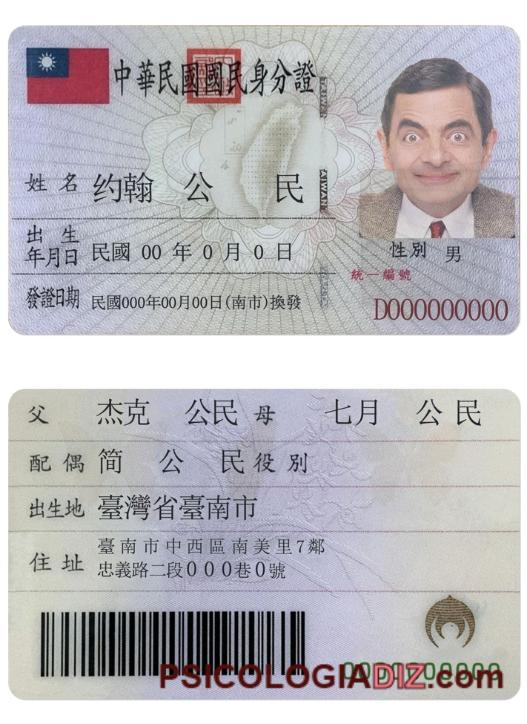 中華民國國民身分證
TAIWAN
姓名 约翰 公 民
出生年月日 民國 00 年 0 月 0 日
性別 男
統一編號
發證日期 民國000年00月00日(南市)換發
D000000000
父 杰克 公民 母 七月 公民
配偶 简 公 民 役別
出生地 臺灣省臺南市
住址 臺南市中西區南美里7鄰
忠義路二段000巷0號
0000000000
PSICOLOGIADIZ.com